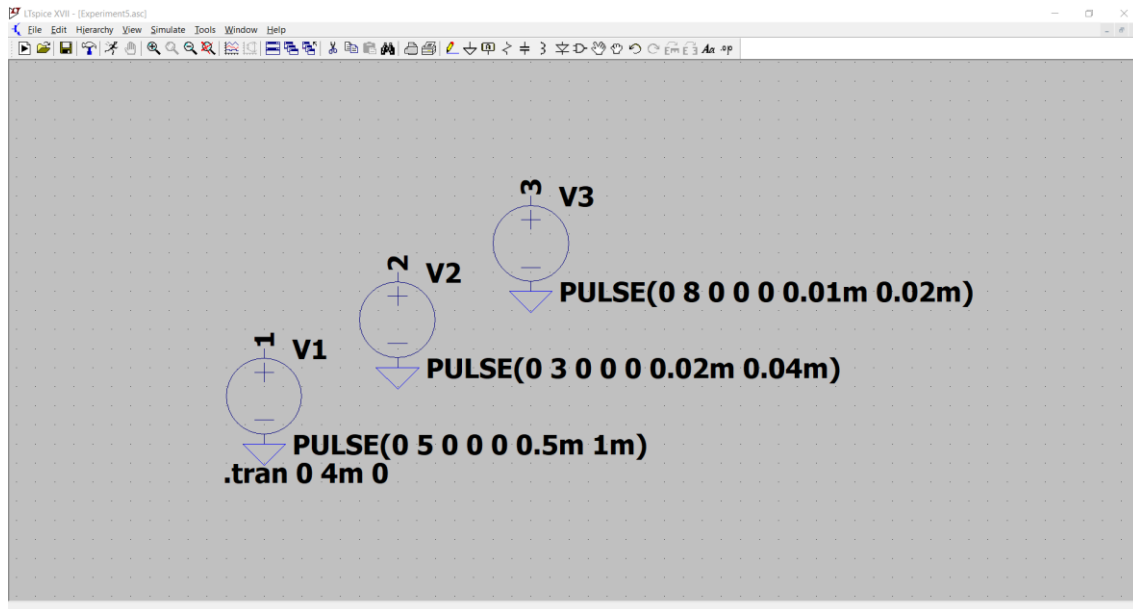 LTspice XVII - [Experiment5.asc]
File Edit Hierarchy View Simulate Tools Window Help
Aa .op
3
V3
PULSE(0 8 0 0 0 0.01m 0.02m)
2
V2
PULSE(0 3 0 0 0 0.02m 0.04m)
1
V1
PULSE(0 5 0 0 0 0.5m 1m)
.tran 0 4m 0